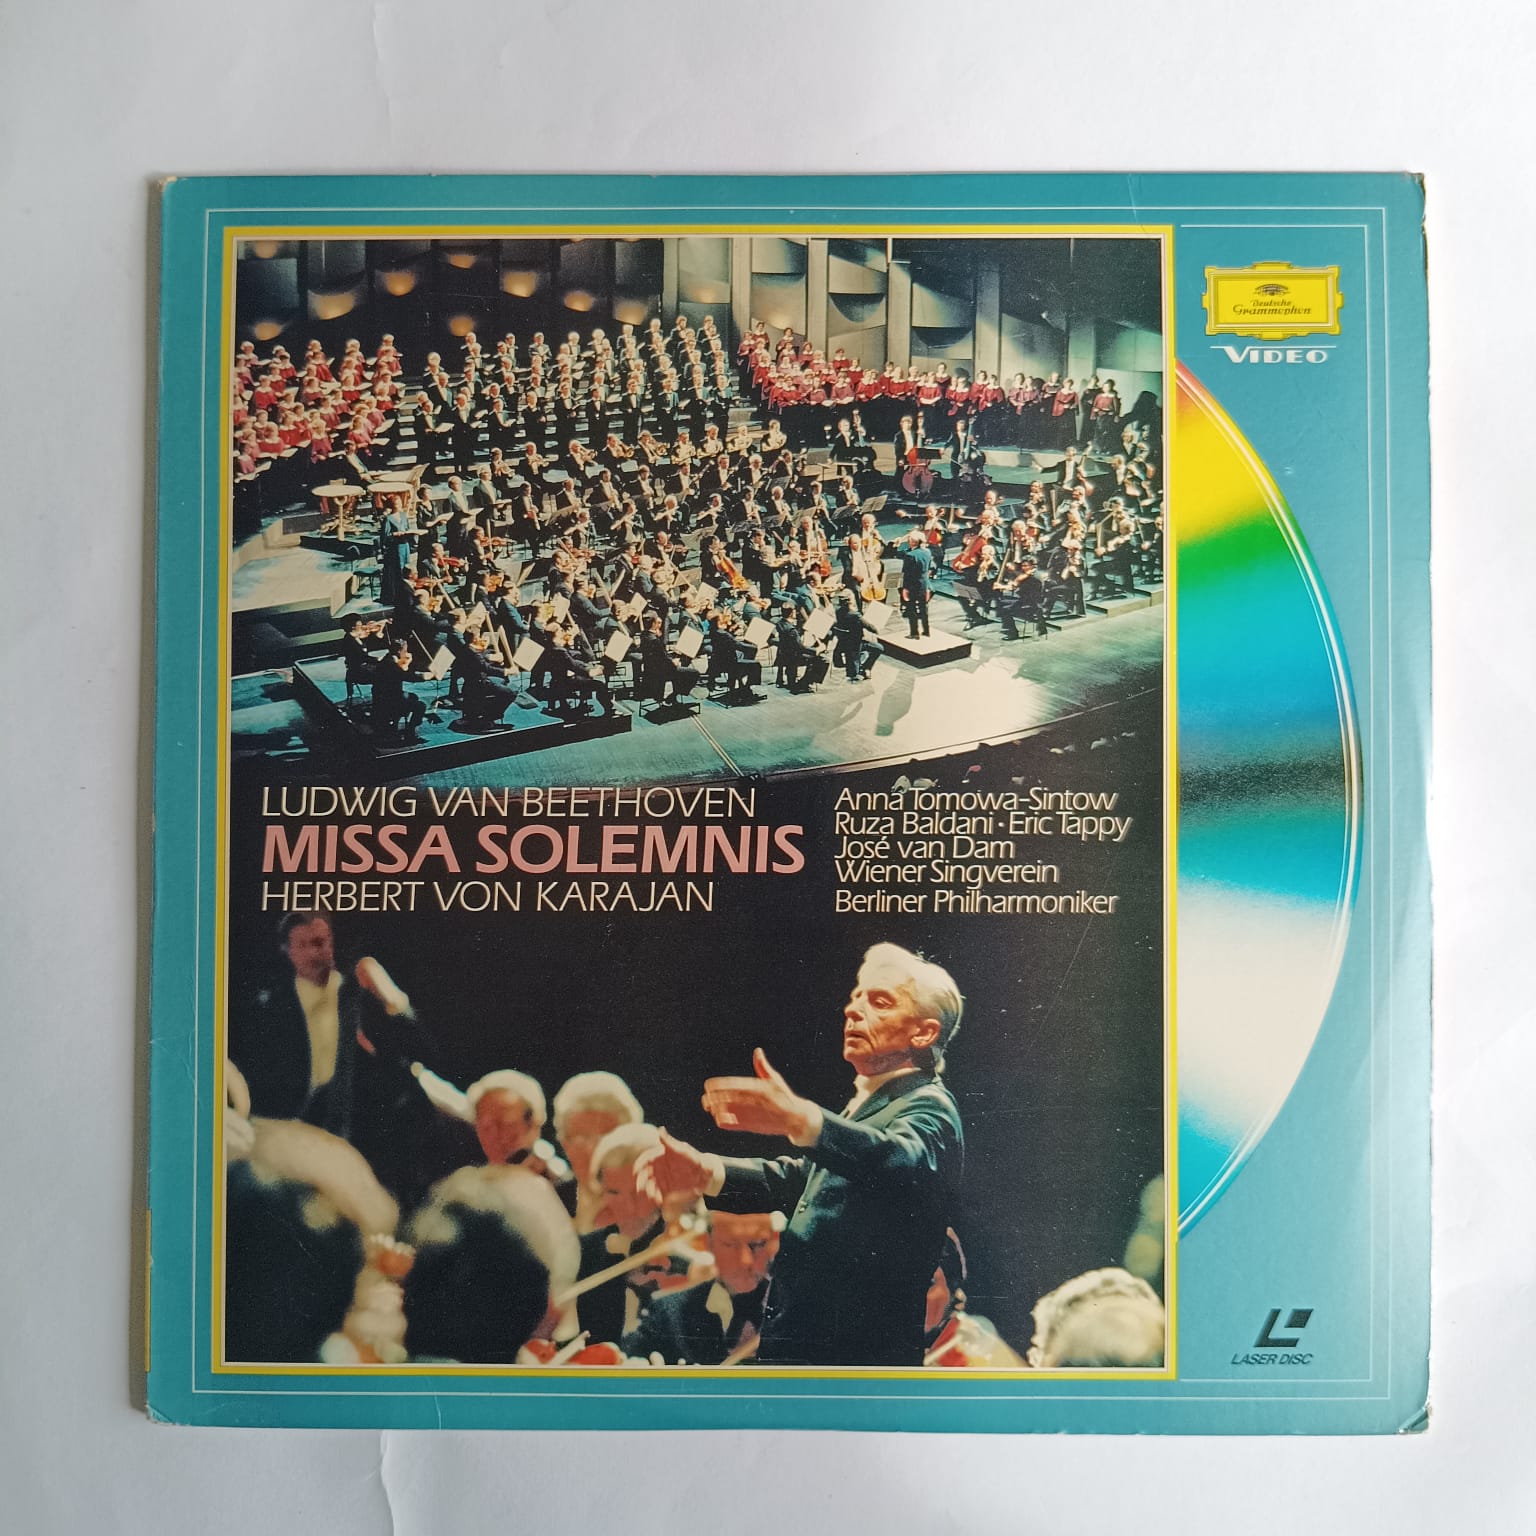 Deutsche
Grammophon
VIDEO
LUDWIG VAN BEETHOVEN
MISSA SOLEMNIS
HERBERT VON KARAJAN
Anna Tomowa-Sintow
Ruza Baldani · Eric Tappy
José van Dam
Wiener Singverein
Berliner Philharmoniker
LASER DISC